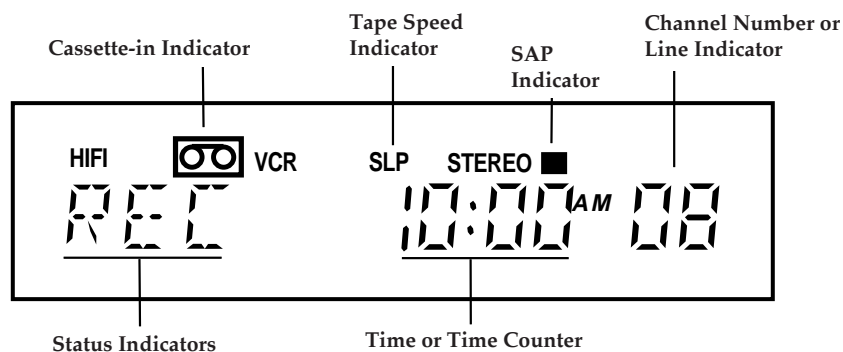 Cassette-in Indicator
Tape Speed
Indicator
SAP
Indicator
Channel Number or
Line Indicator
HIFI VCR SLP STEREO
REC 10:00 AM 08
Status Indicators
Time or Time Counter